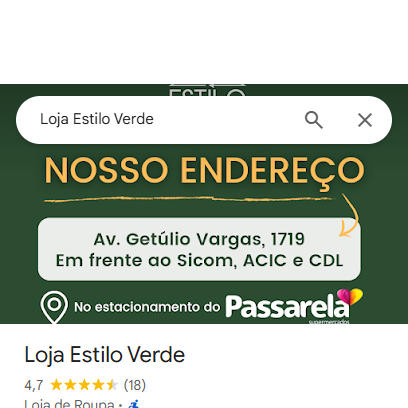 ESTILO
Loja Estilo Verde
NOSSO ENDEREÇO
Av. Getúlio Vargas, 1719
Em frente ao Sicom, ACIC e CDL
No estacionamento do Passarela
supermercados
Loja Estilo Verde
4,7 (18)
Loja de Roupa ·